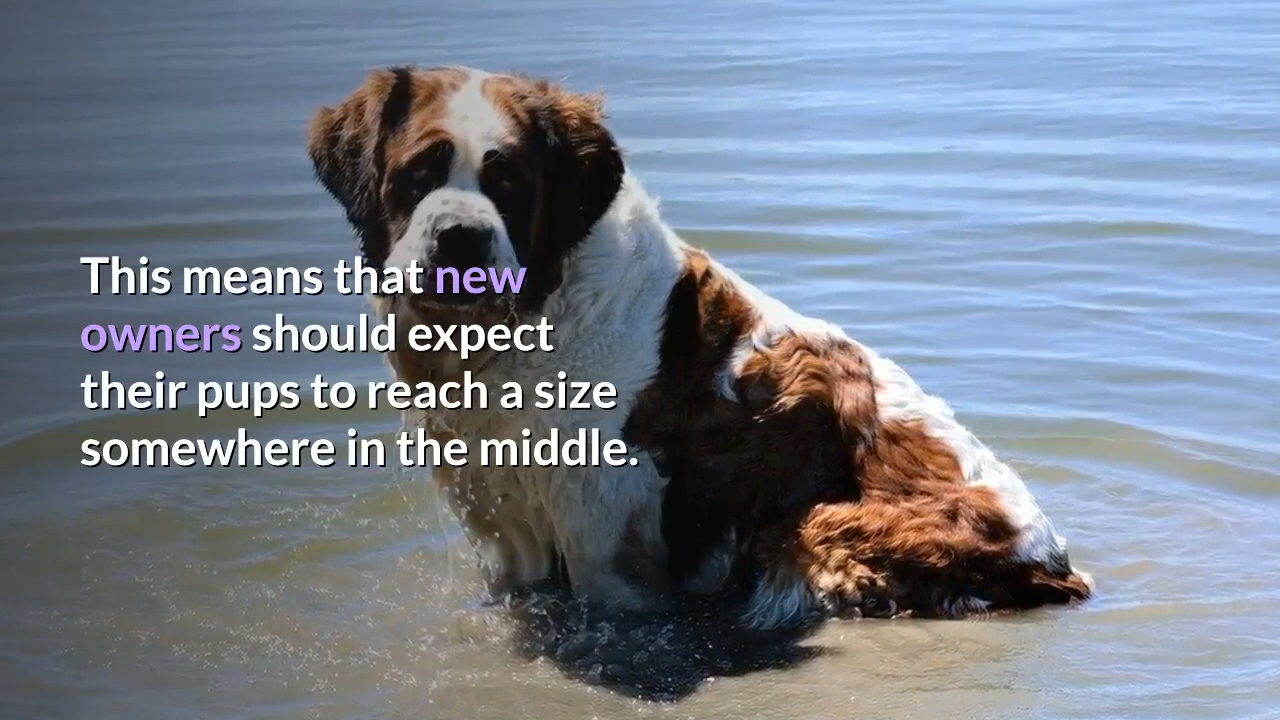 This means that new
owners should expect
their pups to reach a size
somewhere in the middle.